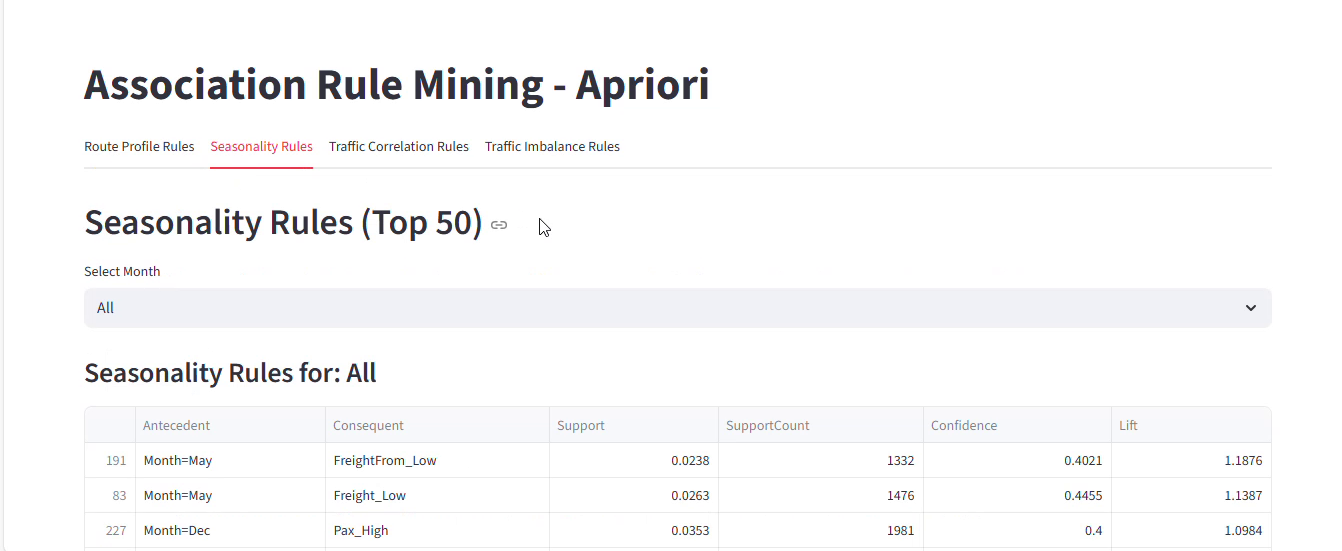 Association Rule Mining - Apriori
Route Profile Rules Seasonality Rules Traffic Correlation Rules Traffic Imbalance Rules
Seasonality Rules (Top 50)
Select Month
All
Seasonality Rules for: All
Antecedent Consequent Support SupportCount Confidence Lift
191 Month=May FreightFrom_Low 0.0238 1332 0.4021 1.1876
83 Month=May Freight_Low 0.0263 1476 0.4455 1.1387
227 Month=Dec Pax_High 0.0353 1981 0.4 1.0984